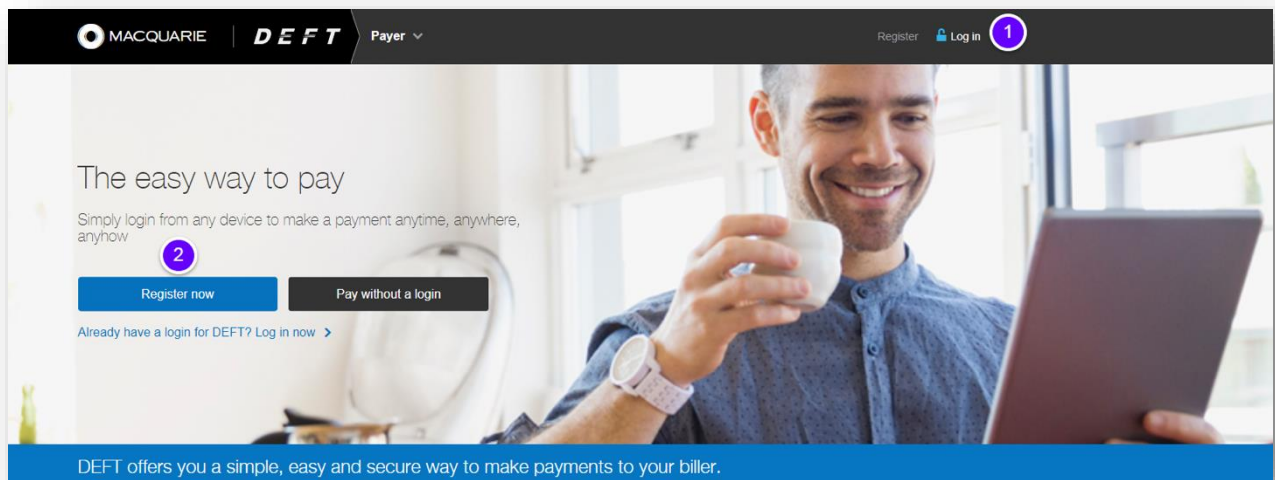 MACQUARIE DEFT Payer Register Log in 1
The easy way to pay
Simply login from any device to make a payment anytime, anywhere,
anyhow
2
Register now Pay without a login
Already have a login for DEFT? Log in now >
DEFT offers you a simple, easy and secure way to make payments to your biller.